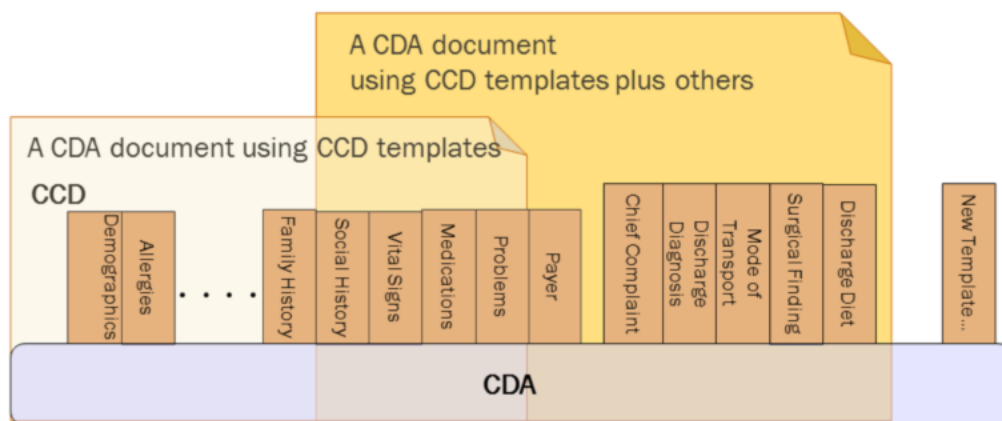 A CDA document
using CCD templates plus others
A CDA document using CCD templates
CCD
Demographics
Allergies
. . . . .
Family History
Social History
Vital Signs
Medications
Problems
Payer
Chief Complaint
Discharge
Diagnosis
Mode of
Transport
Surgical Finding
Discharge Diet
New Template...
CDA